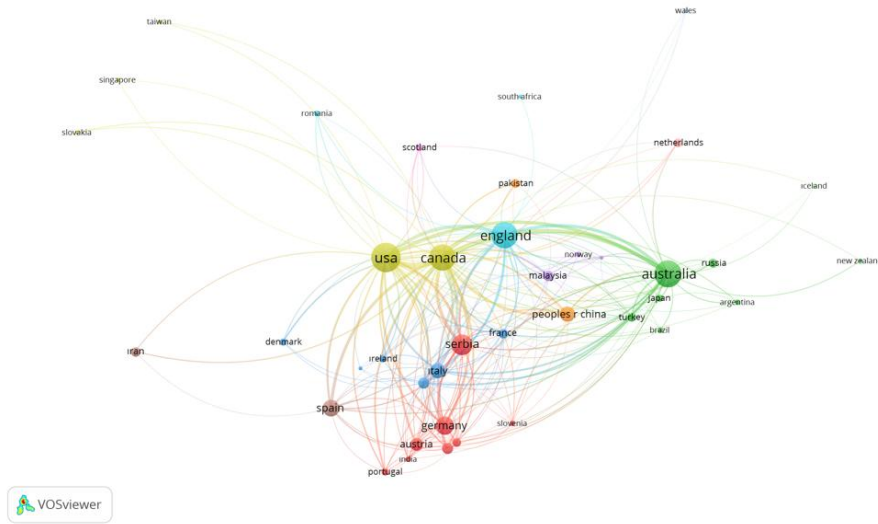 taiwan
wales
singapore
south africa
romania
slovakia
scotland
netherlands
pakistan
iceland
england
usa
canada
norway
new zealan
malaysia
australia
russia
japan
argentina
peoples r china
turkey
france
brazil
denmark
serbia
iran
ireland
italy
spain
germany
slovenia
austria
india
portugal
VOSviewer